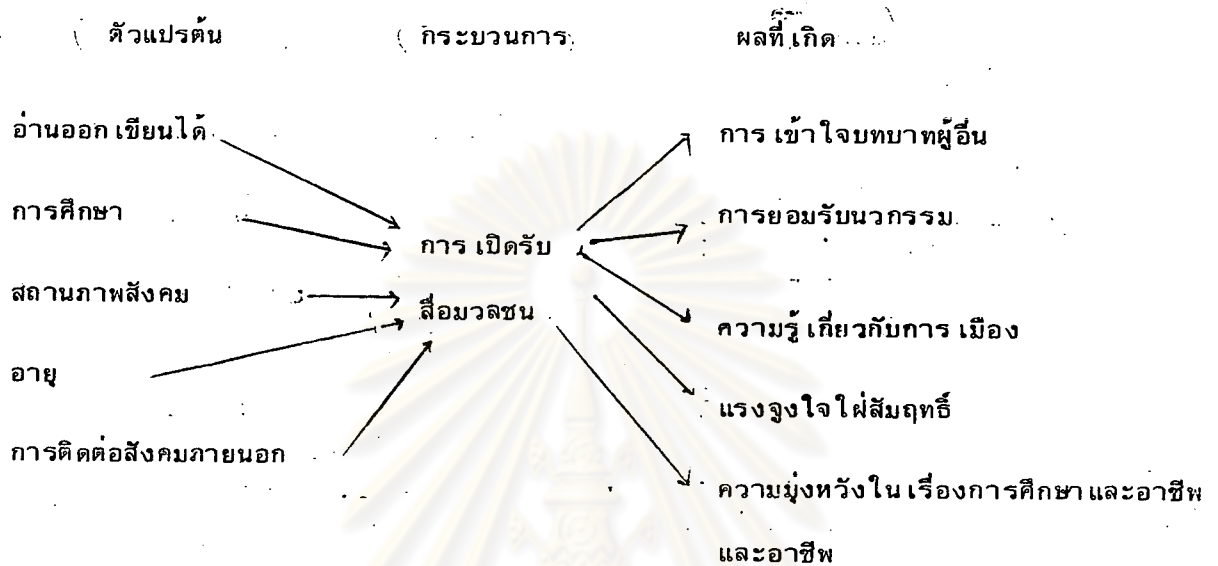 ตัวแปรต้น กระบวนการ ผลที่เกิด
อ่านออกเขียนได้
การศึกษา
สถานภาพสังคม
อายุ
การติดต่อสังคมภายนอก
การเปิดรับ
สื่อมวลชน
การเข้าใจบทบาทผู้อื่น
การยอมรับนวกรรม
ความรู้เกี่ยวกับการเมือง
แรงจูงใจใฝ่สัมฤทธิ์
ความมุ่งหวังในเรื่องการศึกษาและอาชีพ
และอาชีพ